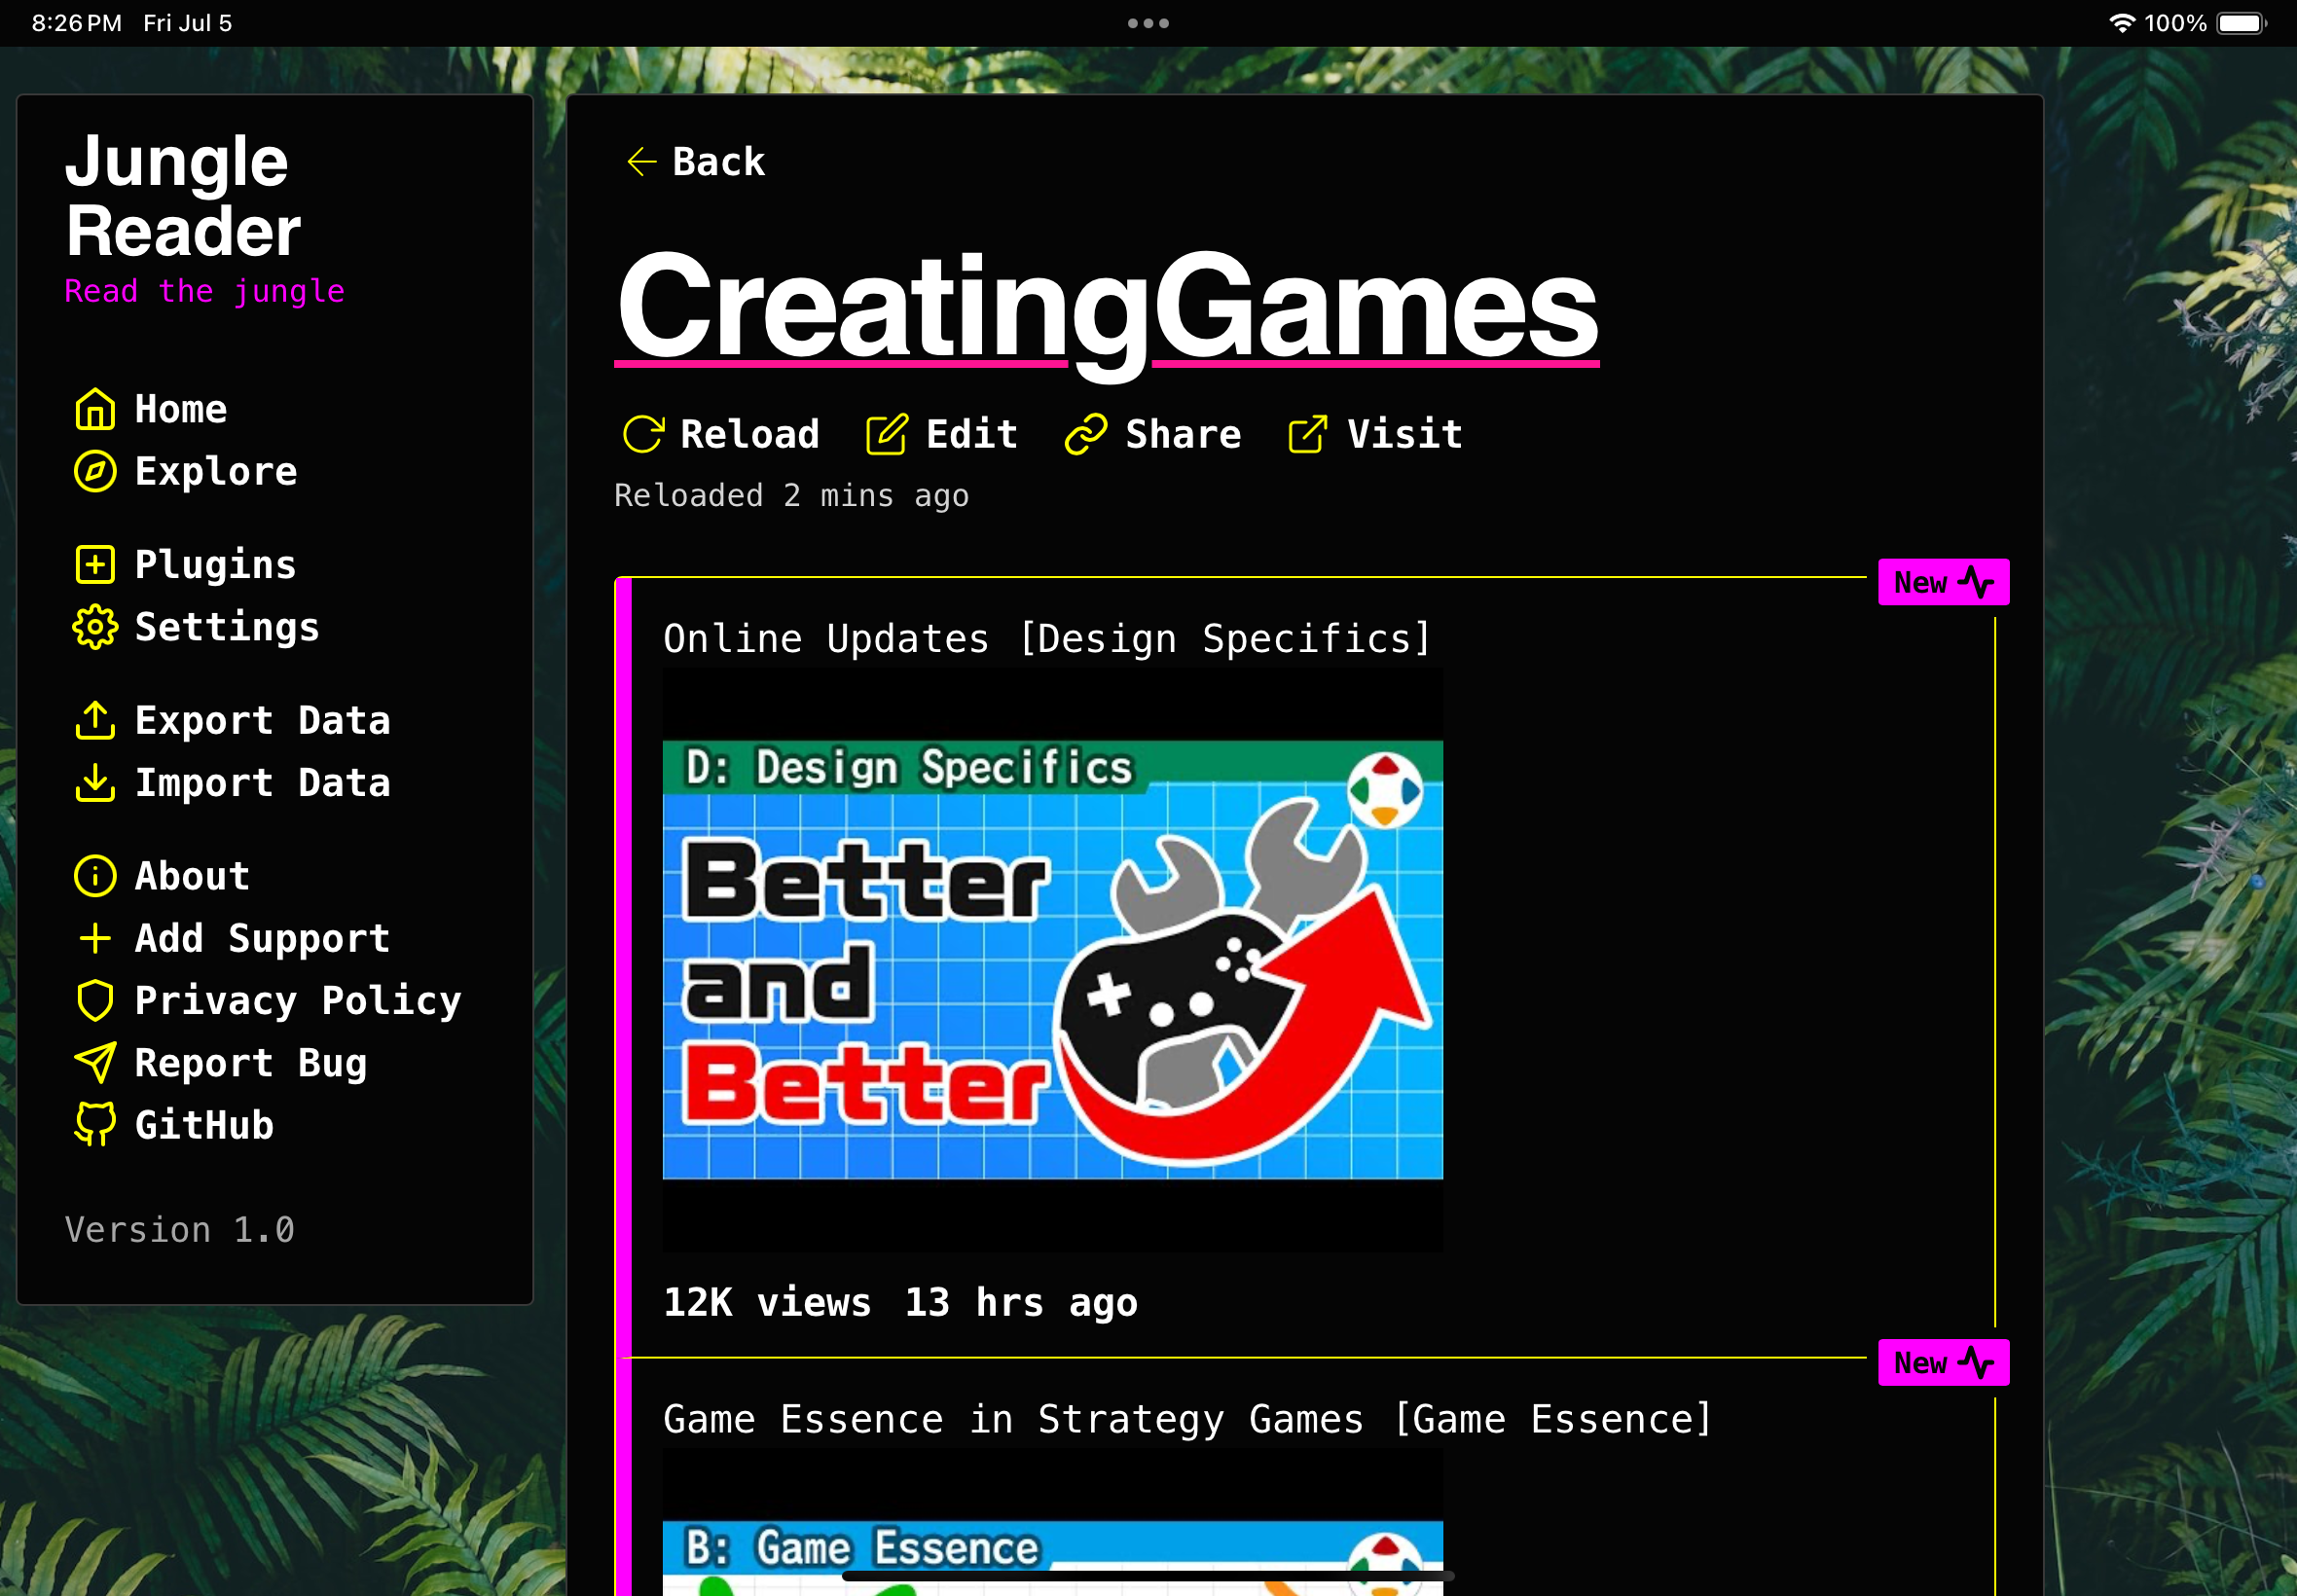 8:26 PM Fri Jul 5
100%
Jungle
Reader
Read the jungle
Home
Explore
Plugins
Settings
Export Data
Import Data
About
Add Support
Privacy Policy
Report Bug
GitHub
Version 1.0
Back
CreatingGames
Reload Edit Share Visit
Reloaded 2 mins ago
New
Online Updates [Design Specifics]
D: Design Specifics
Better
and
Better
12K views 13 hrs ago
New
Game Essence in Strategy Games [Game Essence]
B: Game Essence